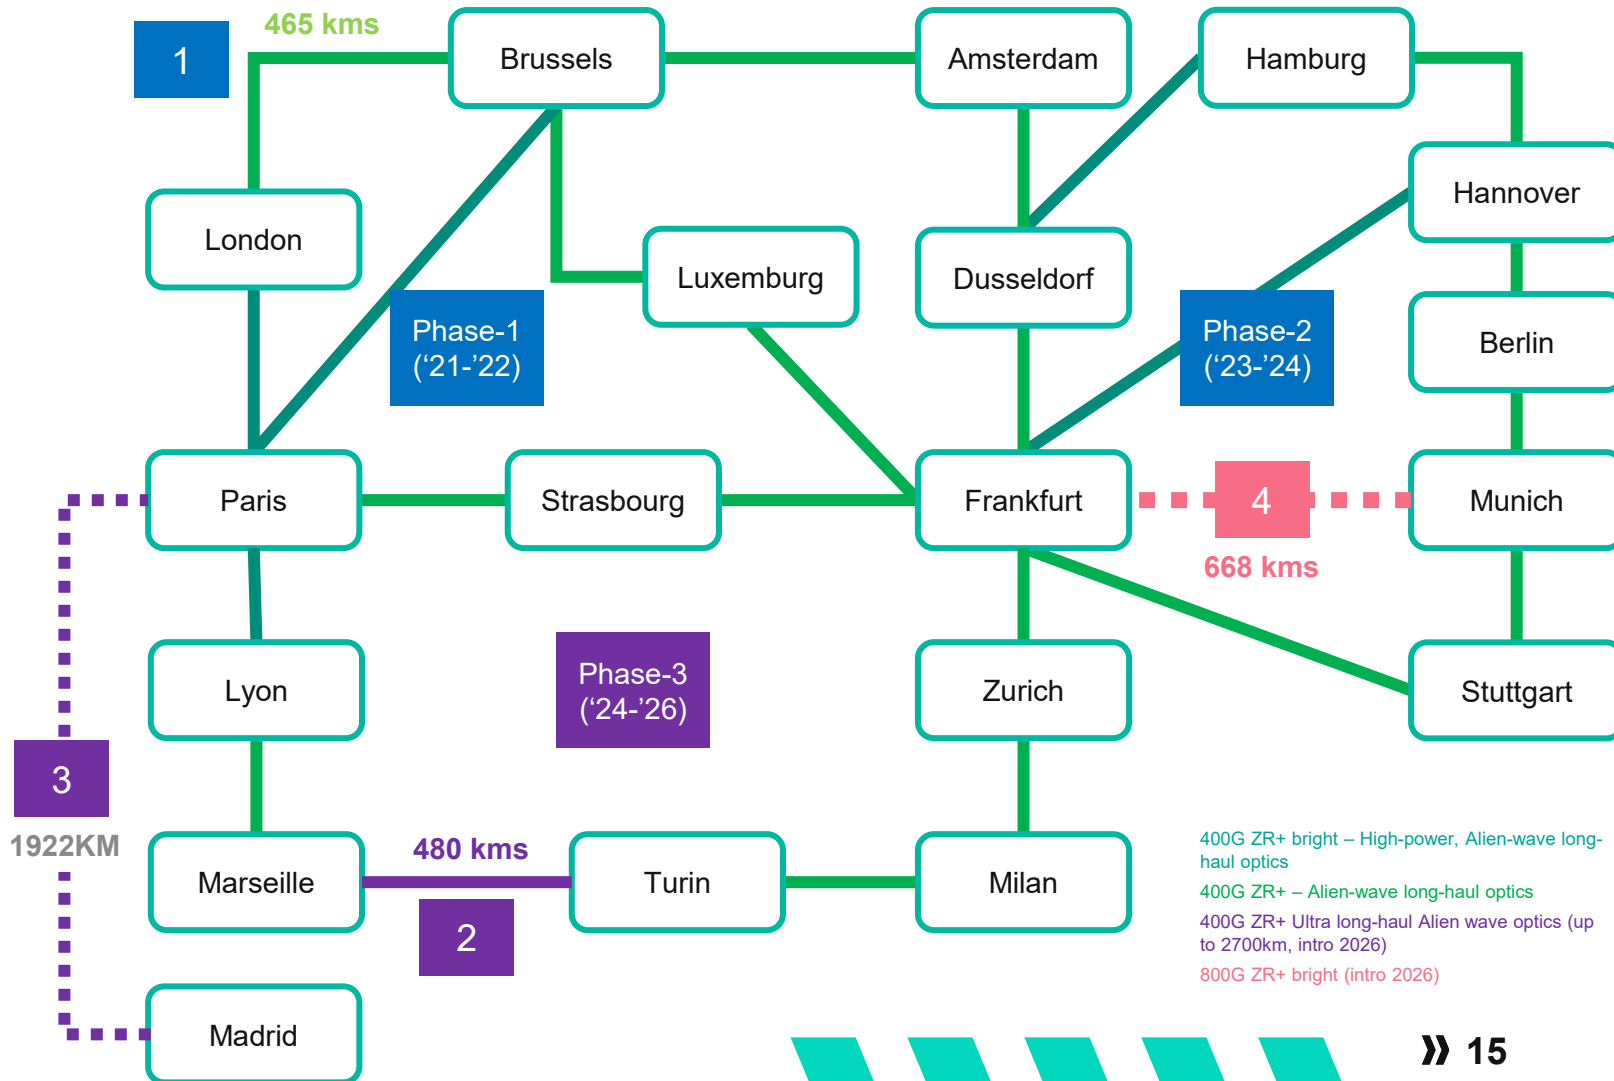 465 kms
1
Brussels
Amsterdam
Hamburg
Hannover
London
Luxemburg
Dusseldorf
Phase-1
(‘21-’22)
Phase-2
(‘23-’24)
Berlin
Paris
Strasbourg
Frankfurt
4
Munich
668 kms
Lyon
Phase-3
(‘24-’26)
Zurich
Stuttgart
3
1922KM
Marseille
480 kms
2
Turin
Milan
400G ZR+ bright – High-power, Alien-wave long-
haul optics
400G ZR+ – Alien-wave long-haul optics
400G ZR+ Ultra long-haul Alien wave optics (up
to 2700km, intro 2026)
800G ZR+ bright (intro 2026)
Madrid
15